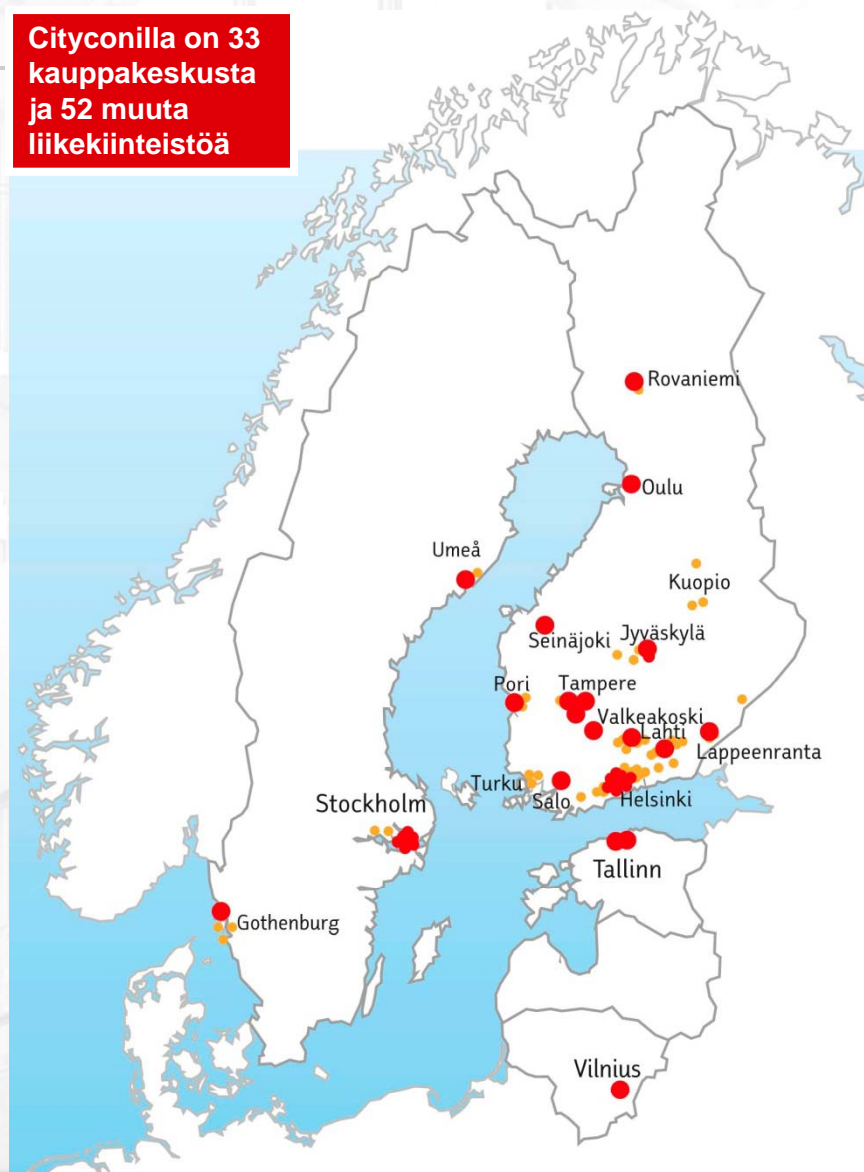 Cityconilla on 33
kauppakeskusta
ja 52 muuta
liikekiinteistöä
Rovaniemi
Oulu
Umeå
Kuopio
Seinäjoki
Jyväskylä
Pori
Tampere
Valkeakoski
Lahti
Lappeenranta
Turku
Salo
Helsinki
Stockholm
Tallinn
Gothenburg
Vilnius